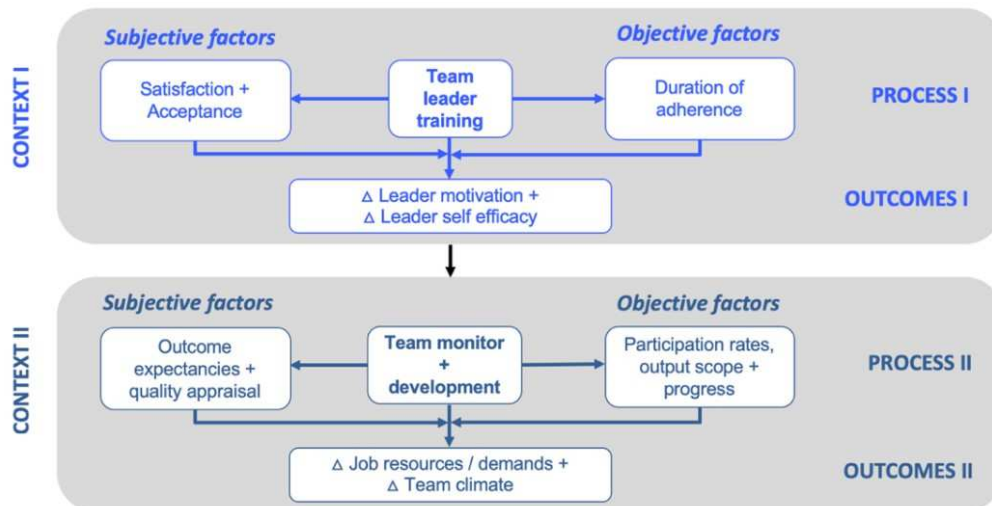 CONTEXT I
Subjective factors
Objective factors
Satisfaction +
Acceptance
Team
leader
training
Duration of
adherence
PROCESS I
△ Leader motivation +
△ Leader self efficacy
OUTCOMES I
CONTEXT II
Subjective factors
Objective factors
Outcome
expectancies +
quality appraisal
Team monitor
+
development
Participation rates,
output scope +
progress
PROCESS II
△ Job resources / demands +
△ Team climate
OUTCOMES II